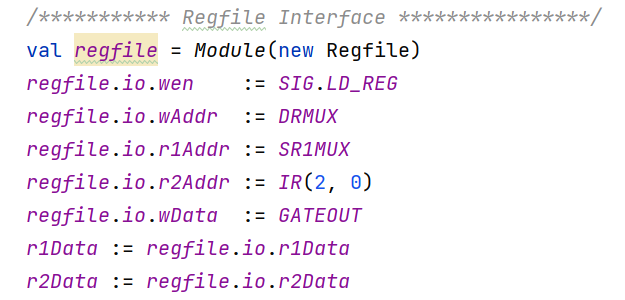 /*********** Regfile Interface ****************/
val regfile = Module(new Regfile)
regfile.io.wen    := SIG.LD_REG
regfile.io.wAddr  := DRMUX
regfile.io.r1Addr := SR1MUX
regfile.io.r2Addr := IR(2, 0)
regfile.io.wData  := GATEOUT
r1Data := regfile.io.r1Data
r2Data := regfile.io.r2Data